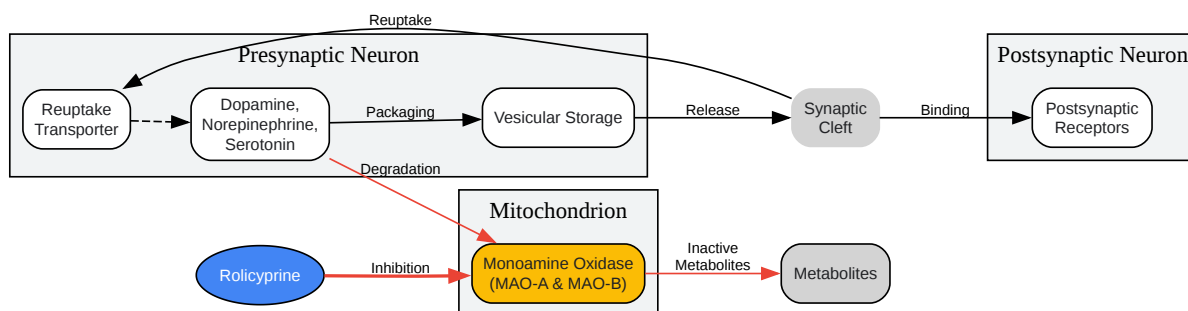 Reuptake
Presynaptic Neuron
Postsynaptic Neuron
Reuptake
Transporter
Dopamine,
Norepinephrine,
Serotonin
Packaging
Vesicular Storage
Release
Synaptic
Cleft
Binding
Postsynaptic
Receptors
Degradation
Mitochondrion
Rolicyprine
Inhibition
Monoamine Oxidase
(MAO-A & MAO-B)
Inactive
Metabolites
Metabolites